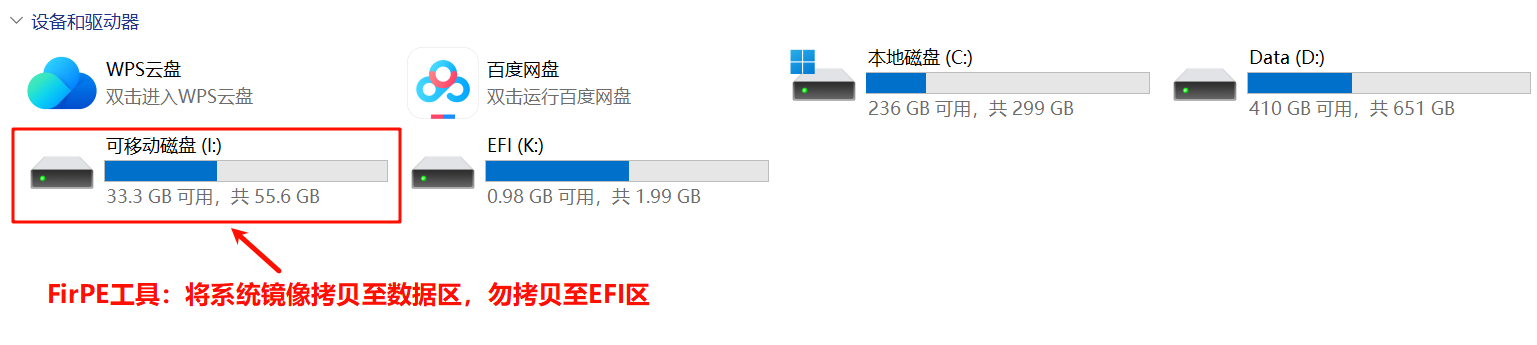 设备和驱动器
WPS云盘
双击进入WPS云盘
百度网盘
双击运行百度网盘
本地磁盘 (C:)
236 GB 可用，共 299 GB
Data (D:)
410 GB 可用，共 651 GB
可移动磁盘 (I:)
33.3 GB 可用，共 55.6 GB
EFI (K:)
0.98 GB 可用，共 1.99 GB
FirPE工具：将系统镜像拷贝至数据区，勿拷贝至EFI区